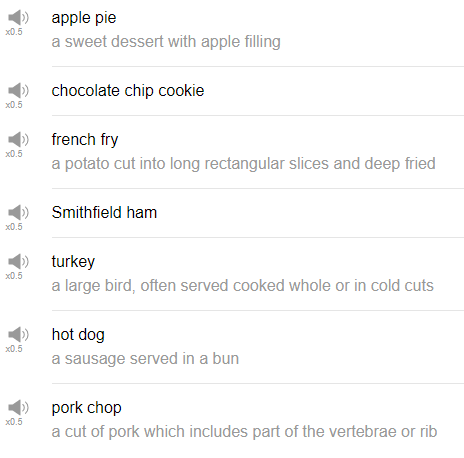 apple pie
x0.5
a sweet dessert with apple filling
chocolate chip cookie
x0.5
french fry
x0.5
a potato cut into long rectangular slices and deep fried
Smithfield ham
x0.5
turkey
x0.5
a large bird, often served cooked whole or in cold cuts
hot dog
x0.5
a sausage served in a bun
pork chop
x0.5
a cut of pork which includes part of the vertebrae or rib